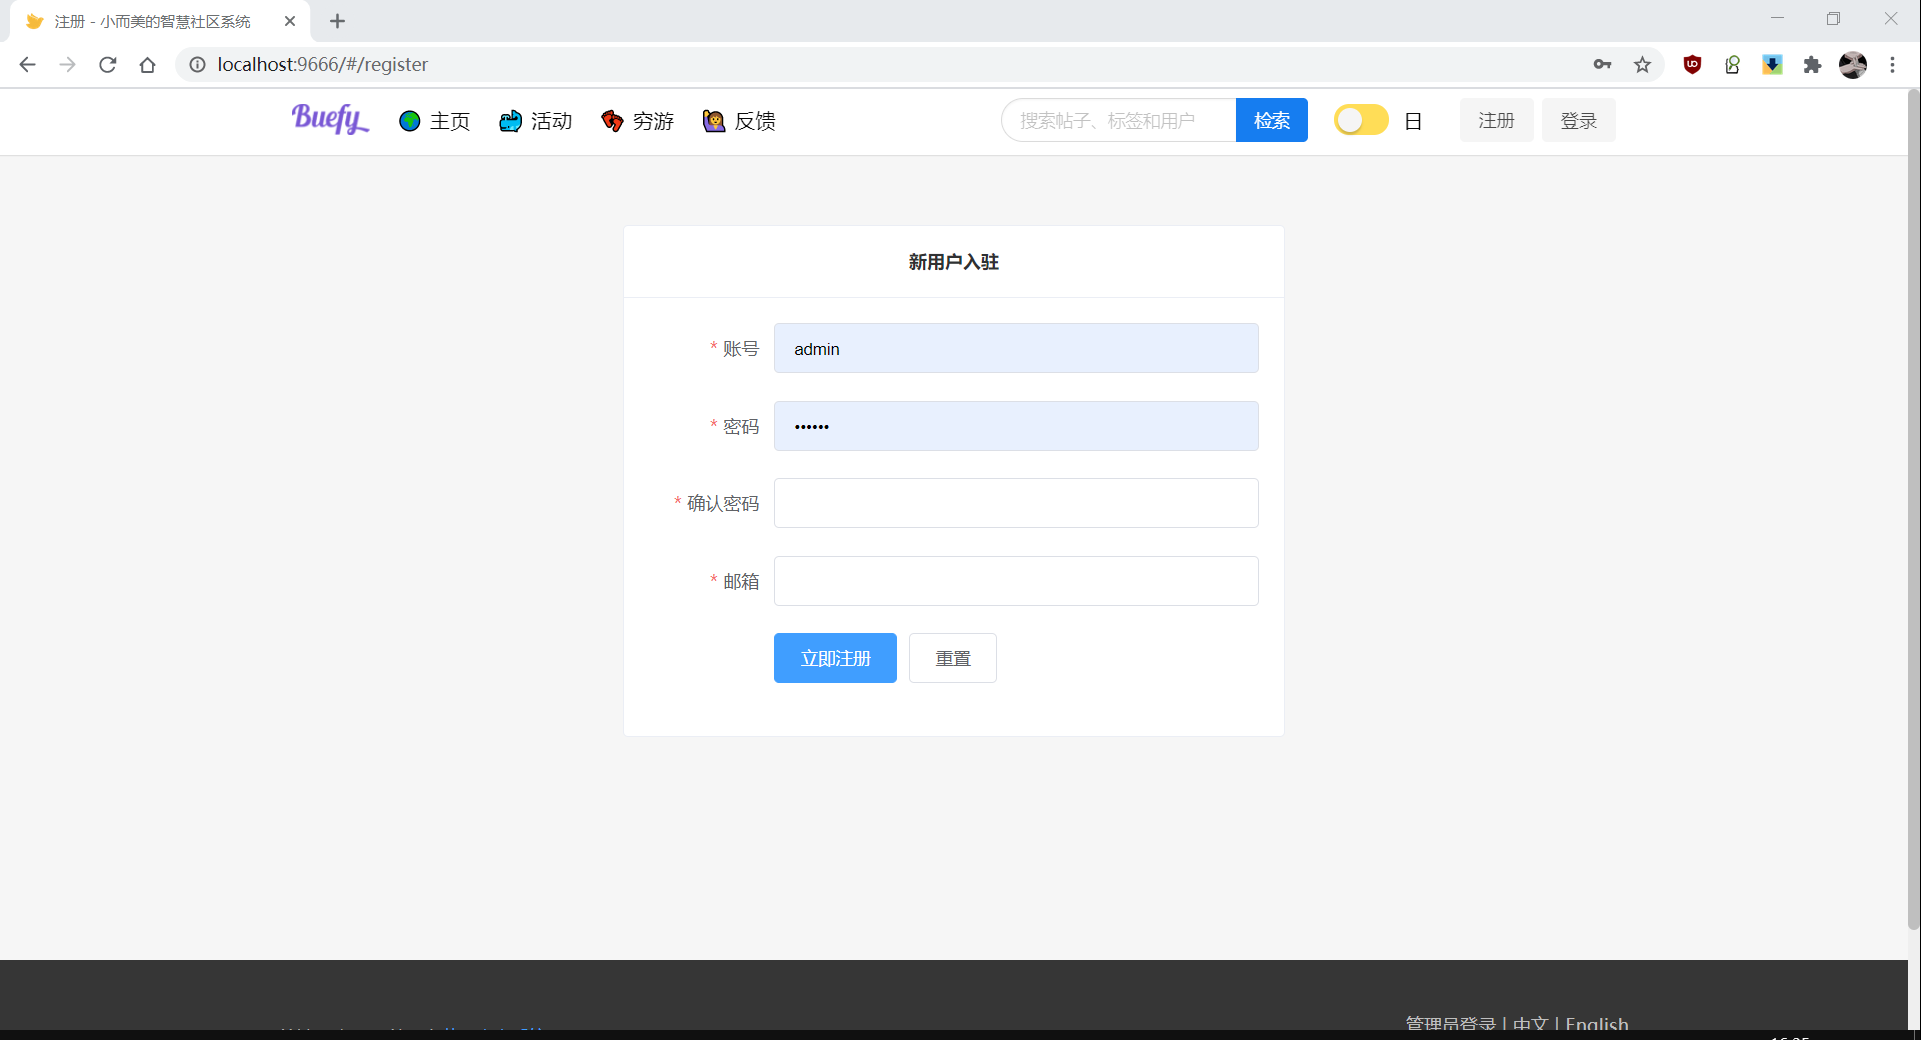 注册 - 小而美的智慧社区系统
localhost:9666/#/register
Buefy
主页
活动
穷游
反馈
搜索帖子、标签和用户
检索
日
注册
登录
新用户入驻
* 账号
admin
* 密码
••••••
* 确认密码
* 邮箱
立即注册
重置
管理员登录 | 中文 | English